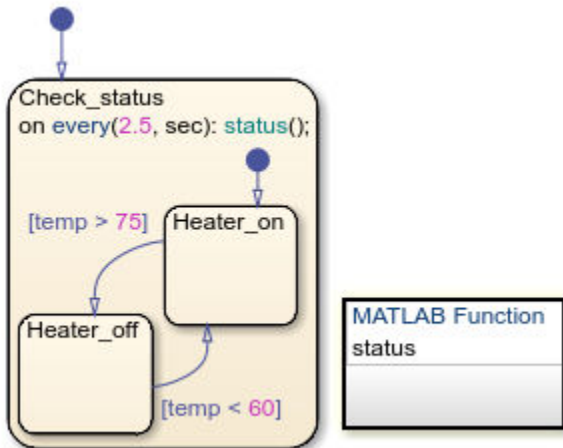 Check_status
on every(2.5, sec): status();
[temp > 75]
Heater_on
Heater_off
[temp < 60]
MATLAB Function
status